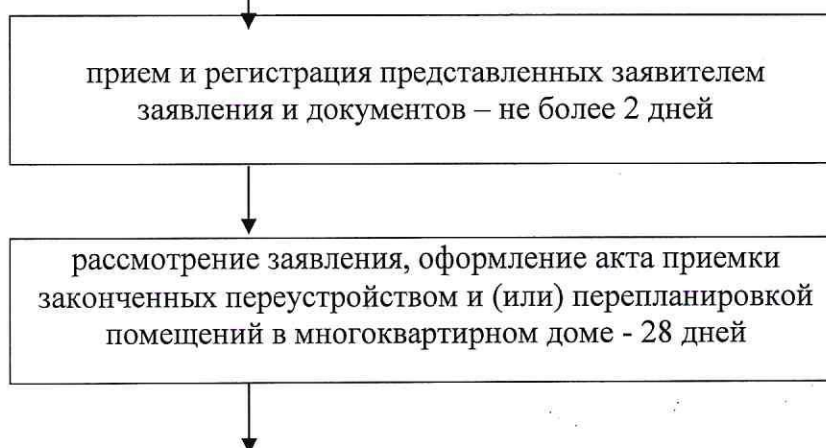 прием и регистрация представленных заявителем
заявления и документов – не более 2 дней
рассмотрение заявления, оформление акта приемки
законченных переустройством и (или) перепланировкой
помещений в многоквартирном доме - 28 дней